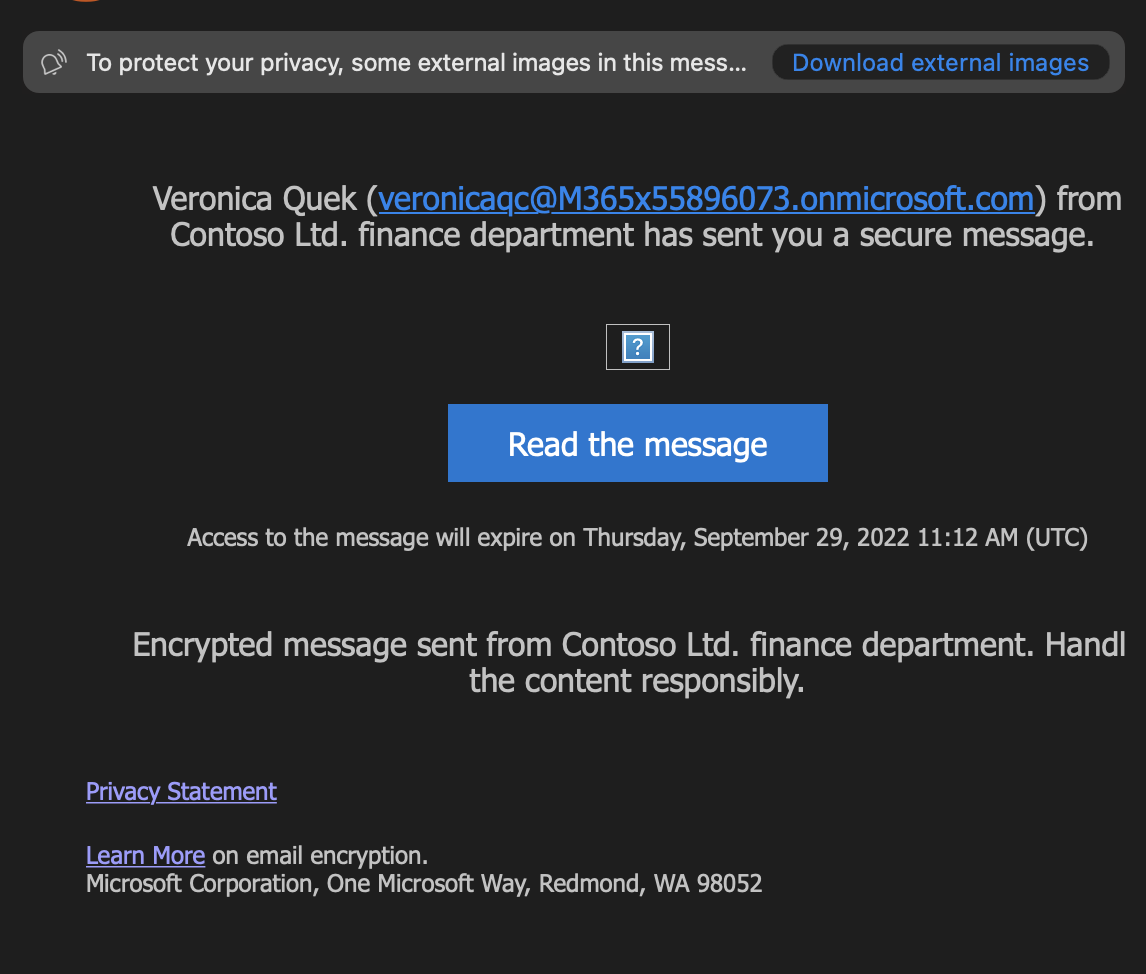 To protect your privacy, some external images in this mess... Download external images
Veronica Quek (veronicaqc@M365x55896073.onmicrosoft.com) from
Contoso Ltd. finance department has sent you a secure message.
?
Read the message
Access to the message will expire on Thursday, September 29, 2022 11:12 AM (UTC)
Encrypted message sent from Contoso Ltd. finance department. Handl
the content responsibly.
Privacy Statement
Learn More on email encryption.
Microsoft Corporation, One Microsoft Way, Redmond, WA 98052